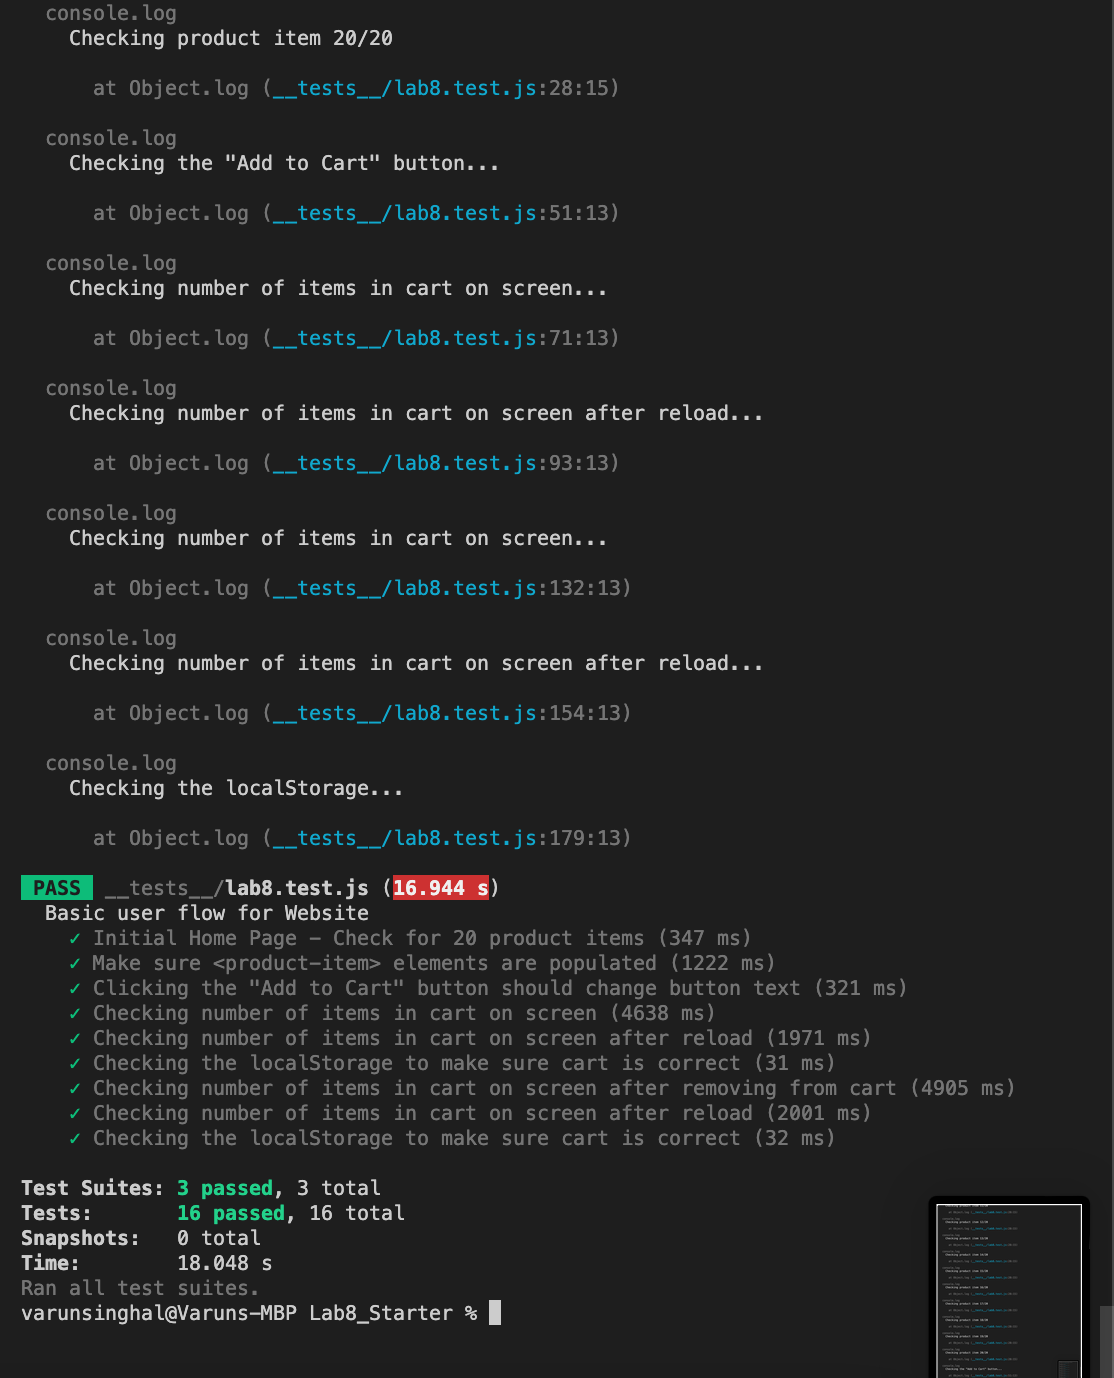 console.log
Checking product item 20/20
at Object.log (__tests__/lab8.test.js:28:15)
console.log
Checking the "Add to Cart" button...
at Object.log (__tests__/lab8.test.js:51:13)
console.log
Checking number of items in cart on screen...
at Object.log (__tests__/lab8.test.js:71:13)
console.log
Checking number of items in cart on screen after reload...
at Object.log (__tests__/lab8.test.js:93:13)
console.log
Checking number of items in cart on screen...
at Object.log (__tests__/lab8.test.js:132:13)
console.log
Checking number of items in cart on screen after reload...
at Object.log (__tests__/lab8.test.js:154:13)
console.log
Checking the localStorage...
at Object.log (__tests__/lab8.test.js:179:13)
PASS __tests__/lab8.test.js (16.944 s)
Basic user flow for Website
✓ Initial Home Page - Check for 20 product items (347 ms)
✓ Make sure <product-item> elements are populated (1222 ms)
✓ Clicking the "Add to Cart" button should change button text (321 ms)
✓ Checking number of items in cart on screen (4638 ms)
✓ Checking number of items in cart on screen after reload (1971 ms)
✓ Checking the localStorage to make sure cart is correct (31 ms)
✓ Checking number of items in cart on screen after removing from cart (4905 ms)
✓ Checking number of items in cart on screen after reload (2001 ms)
✓ Checking the localStorage to make sure cart is correct (32 ms)
Test Suites: 3 passed, 3 total
Tests: 16 passed, 16 total
Snapshots: 0 total
Time: 18.048 s
Ran all test suites.
varunsinghal@Varuns-MBP Lab8_Starter %